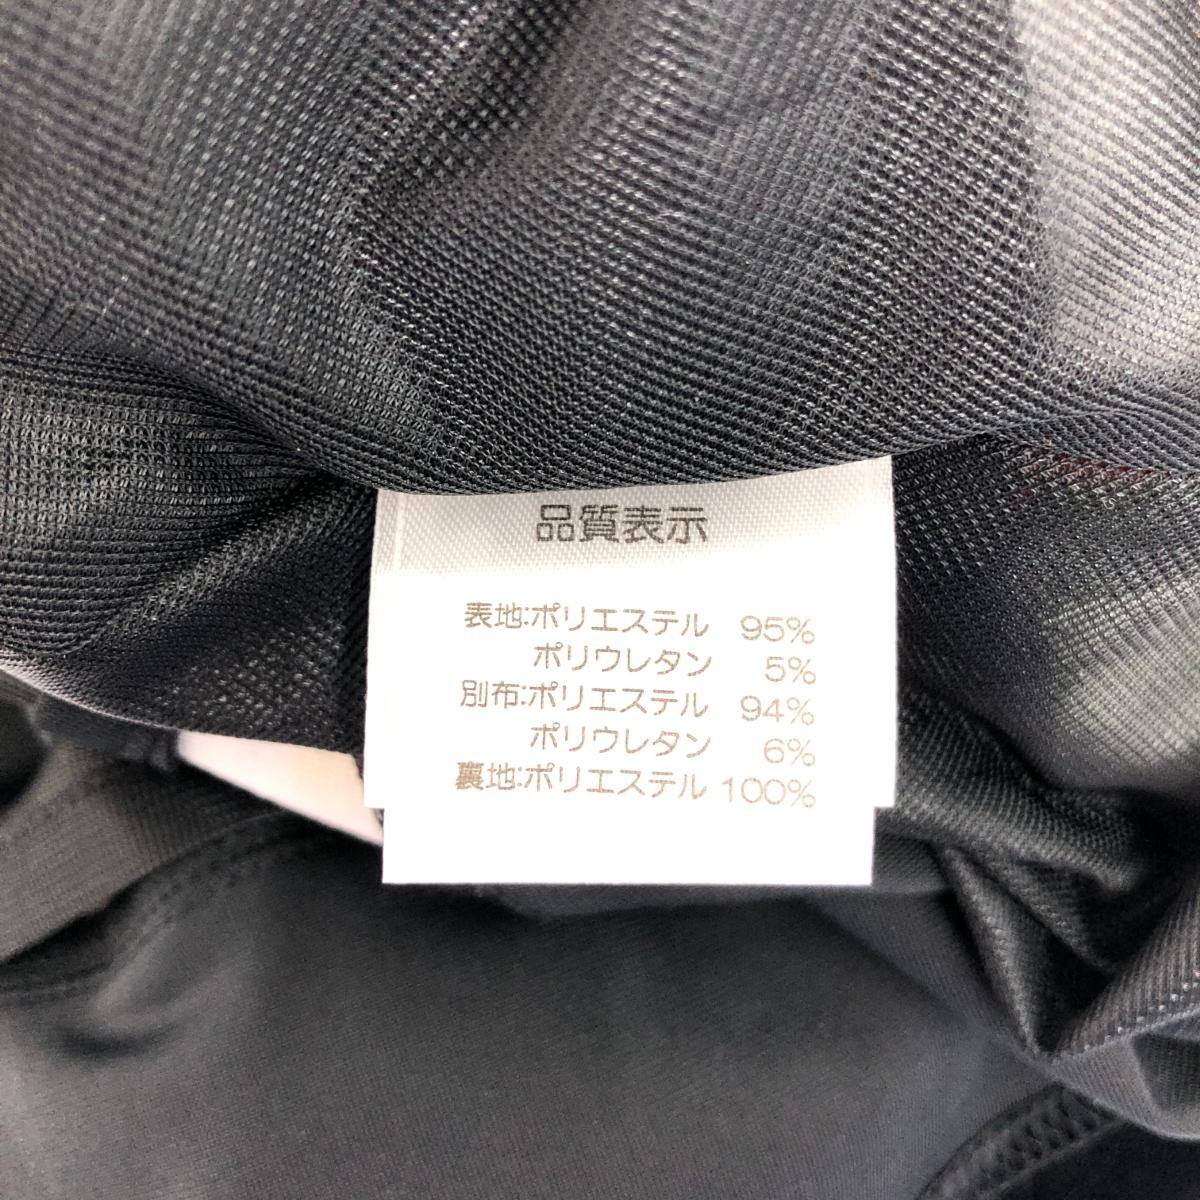 品質表示
表地:ポリエステル 95%
ポリウレタン 5%
別布:ポリエステル 94%
ポリウレタン 6%
裏地:ポリエステル 100%